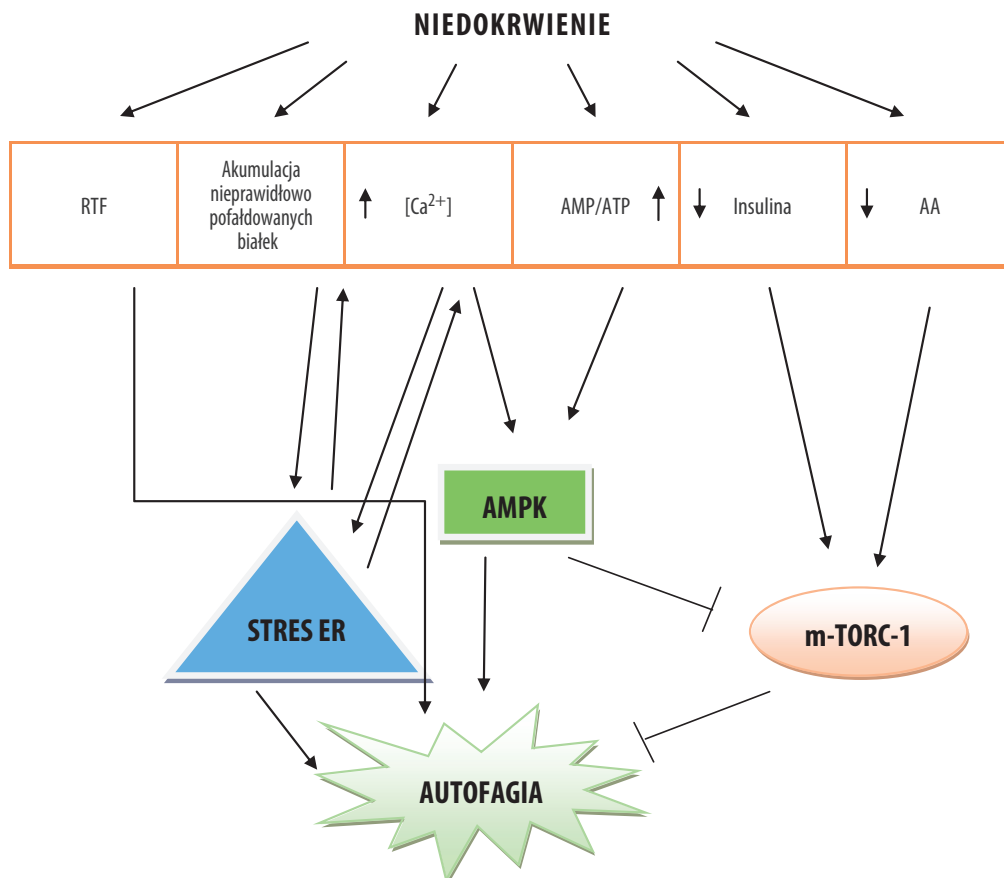 NIEDOKRWIENIE
RTF
Akumulacja
nieprawidłowo
pofałdowanych
białek
↑ [Ca²⁺]
AMP/ATP ↑
↓ Insulina
↓ AA
AMPK
STRES ER
m-TORC-1
AUTOFAGIA